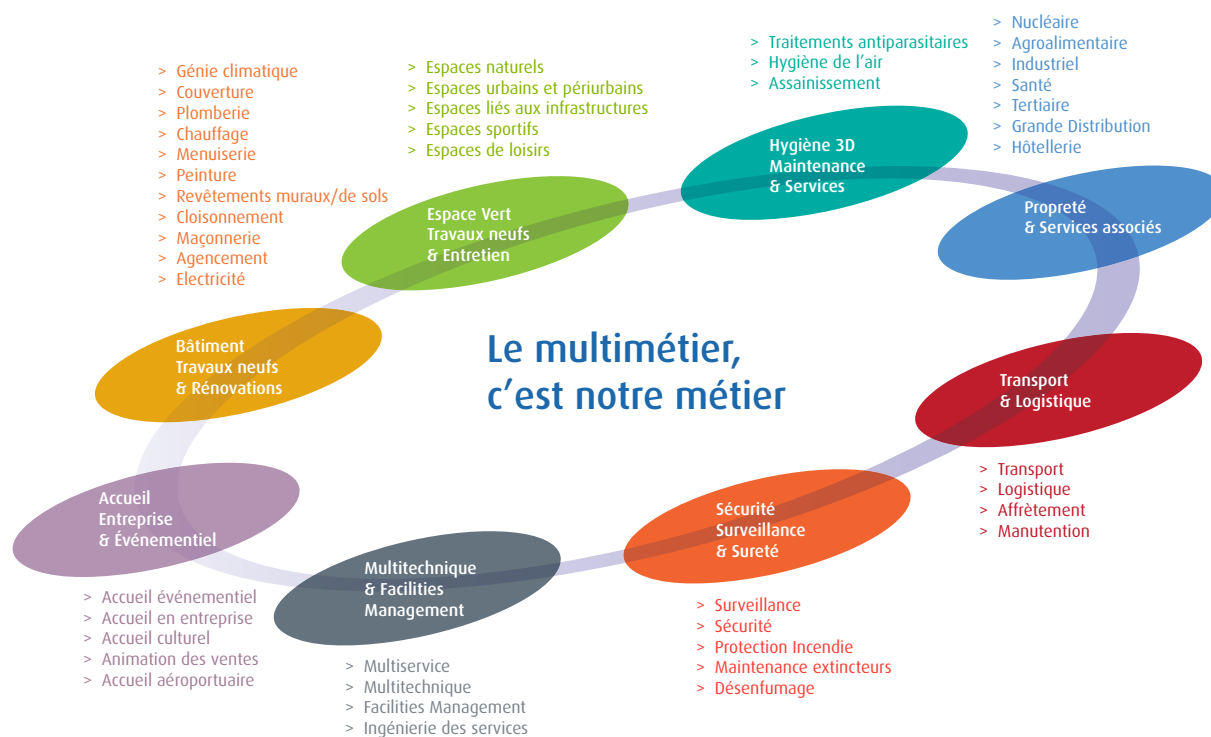 > Génie climatique
> Couverture
> Plomberie
> Chauffage
> Menuiserie
> Peinture
> Revêtements muraux/de sols
> Cloisonnement
> Maçonnerie
> Agencement
> Electricité
Bâtiment
Travaux neufs
& Rénovations
> Espaces naturels
> Espaces urbains et périurbains
> Espaces liés aux infrastructures
> Espaces sportifs
> Espaces de loisirs
Espace Vert
Travaux neufs
& Entretien
> Traitements antiparasitaires
> Hygiène de l’air
> Assainissement
Hygiène 3D
Maintenance
& Services
> Nucléaire
> Agroalimentaire
> Industriel
> Santé
> Tertiaire
> Grande Distribution
> Hôtellerie
Propreté
& Services associés
Le multimétier,
c’est notre métier
Transport
& Logistique
> Transport
> Logistique
> Affrètement
> Manutention
Accueil
Entreprise
& Événementiel
> Accueil événementiel
> Accueil en entreprise
> Accueil culturel
> Animation des ventes
> Accueil aéroportuaire
Multitechnique
& Facilities
Management
> Multiservice
> Multitechnique
> Facilities Management
> Ingénierie des services
Sécurité
Surveillance
& Sureté
> Surveillance
> Sécurité
> Protection Incendie
> Maintenance extincteurs
> Désenfumage